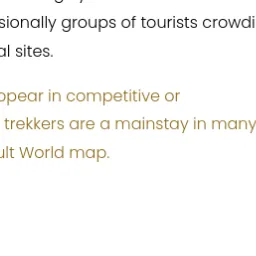 sionally groups of tourists crowdi
al sites.
ppear in competitive or
trekkers are a mainstay in many
ult World map.